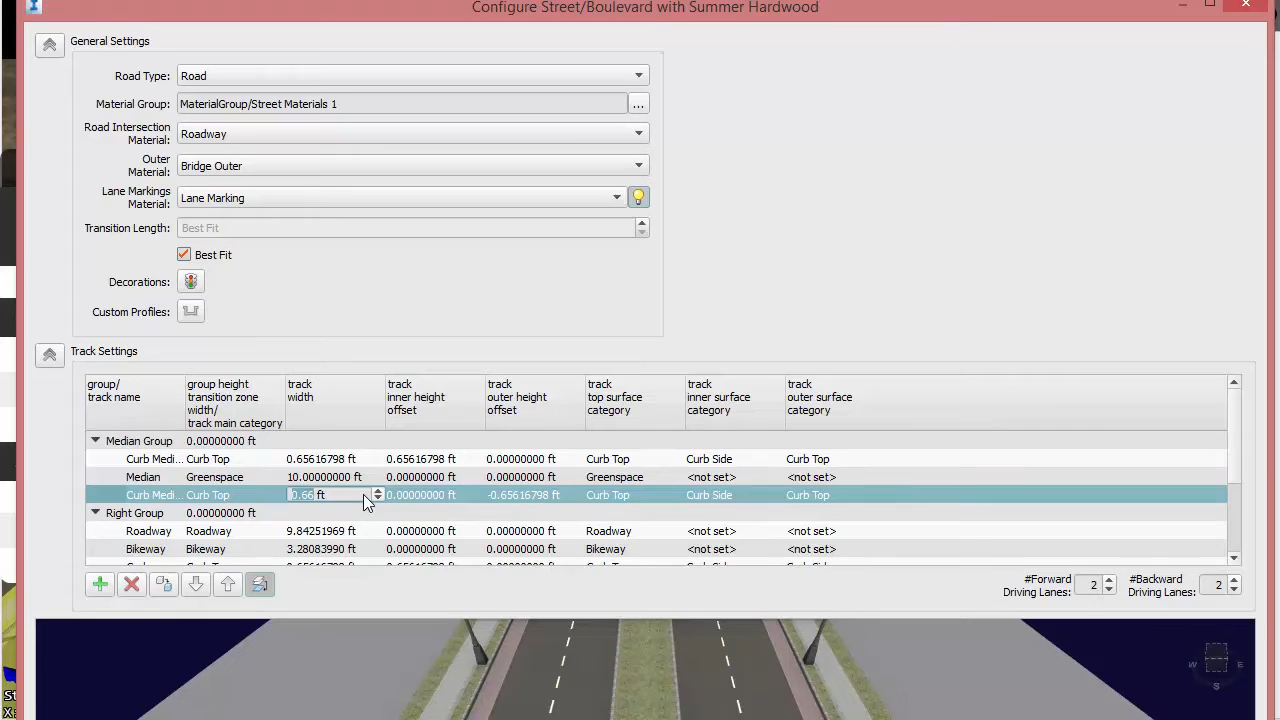 Configure Street/Boulevard with Summer Hardwood
General Settings
Road Type: Road
Material Group: MaterialGroup/Street Materials 1 ...
Road Intersection
Material: Roadway
Outer
Material: Bridge Outer
Lane Markings
Material: Lane Marking
Transition Length: Best Fit
Best Fit
Decorations:
Custom Profiles:
Track Settings
group/ group height track track track track track track
track name transition zone width inner height outer height top surface inner surface outer surface
width/ offset offset category category category
track main category
Median Group 0.00000000 ft
Curb Medi... Curb Top 0.65616798 ft 0.65616798 ft 0.00000000 ft Curb Top Curb Side Curb Top
Median Greenspace 10.00000000 ft 0.00000000 ft 0.00000000 ft Greenspace <not set> <not set>
Curb Medi... Curb Top 0.66 ft 0.00000000 ft -0.65616798 ft Curb Top Curb Side Curb Top
Right Group 0.00000000 ft
Roadway Roadway 9.84251969 ft 0.00000000 ft 0.00000000 ft Roadway <not set> <not set>
Bikeway Bikeway 3.28083990 ft 0.00000000 ft 0.00000000 ft Bikeway <not set> <not set>
#Forward
Driving Lanes: 2
#Backward
Driving Lanes: 2
W E
S
St